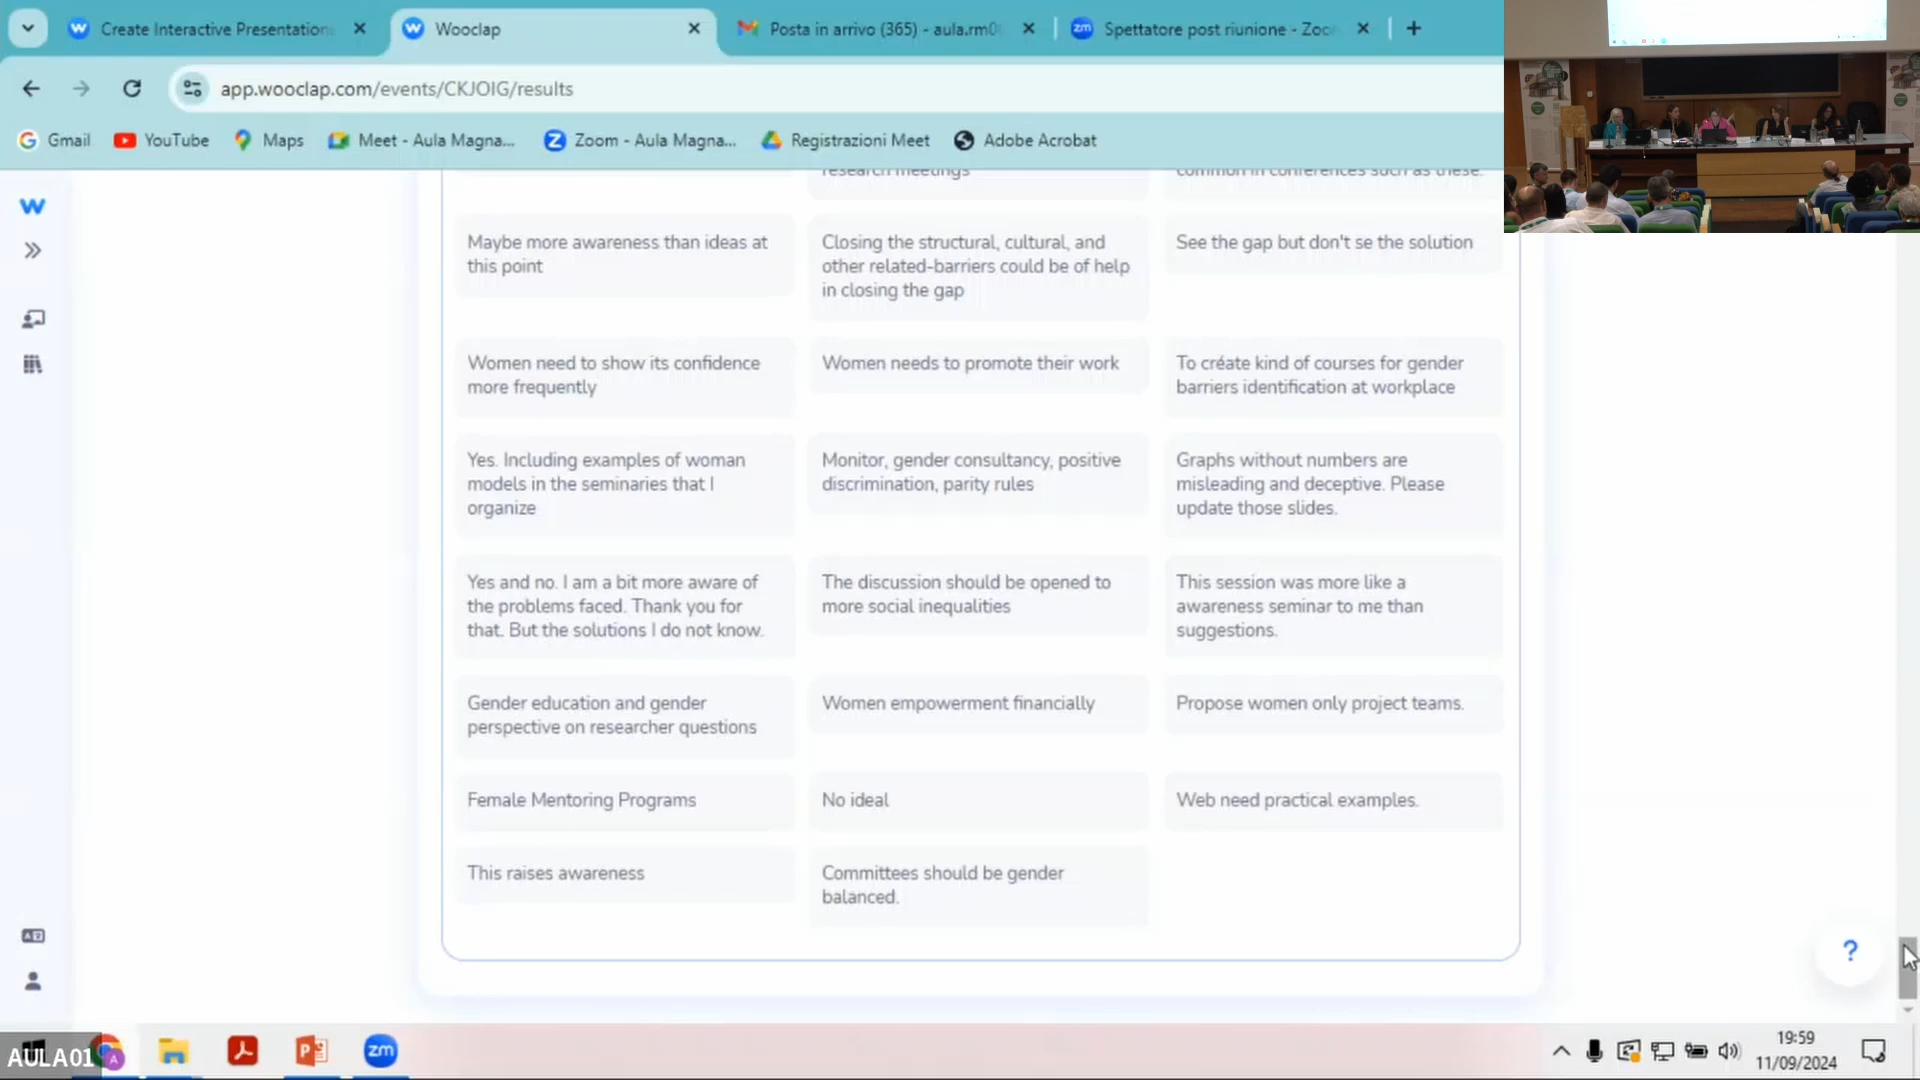 Create Interactive Presentation
Wooclap
Posta in arrivo (365) - aula.rm0
Spettatore post riunione - Zoo
app.wooclap.com/events/CKJOIG/results
Gmail
YouTube
Maps
Meet - Aula Magna...
Zoom - Aula Magna...
Registrazioni Meet
Adobe Acrobat
research meetings
common in conferences such as these.
Maybe more awareness than ideas at
this point
Closing the structural, cultural, and
other related-barriers could be of help
in closing the gap
See the gap but don't se the solution
Women need to show its confidence
more frequently
Women needs to promote their work
To créate kind of courses for gender
barriers identification at workplace
Yes. Including examples of woman
models in the seminaries that I
organize
Monitor, gender consultancy, positive
discrimination, parity rules
Graphs without numbers are
misleading and deceptive. Please
update those slides.
Yes and no. I am a bit more aware of
the problems faced. Thank you for
that. But the solutions I do not know.
The discussion should be opened to
more social inequalities
This session was more like a
awareness seminar to me than
suggestions.
Gender education and gender
perspective on researcher questions
Women empowerment financially
Propose women only project teams.
Female Mentoring Programs
No ideal
Web need practical examples.
This raises awareness
Committees should be gender
balanced.
?
AULA01
zm
19:59
11/09/2024